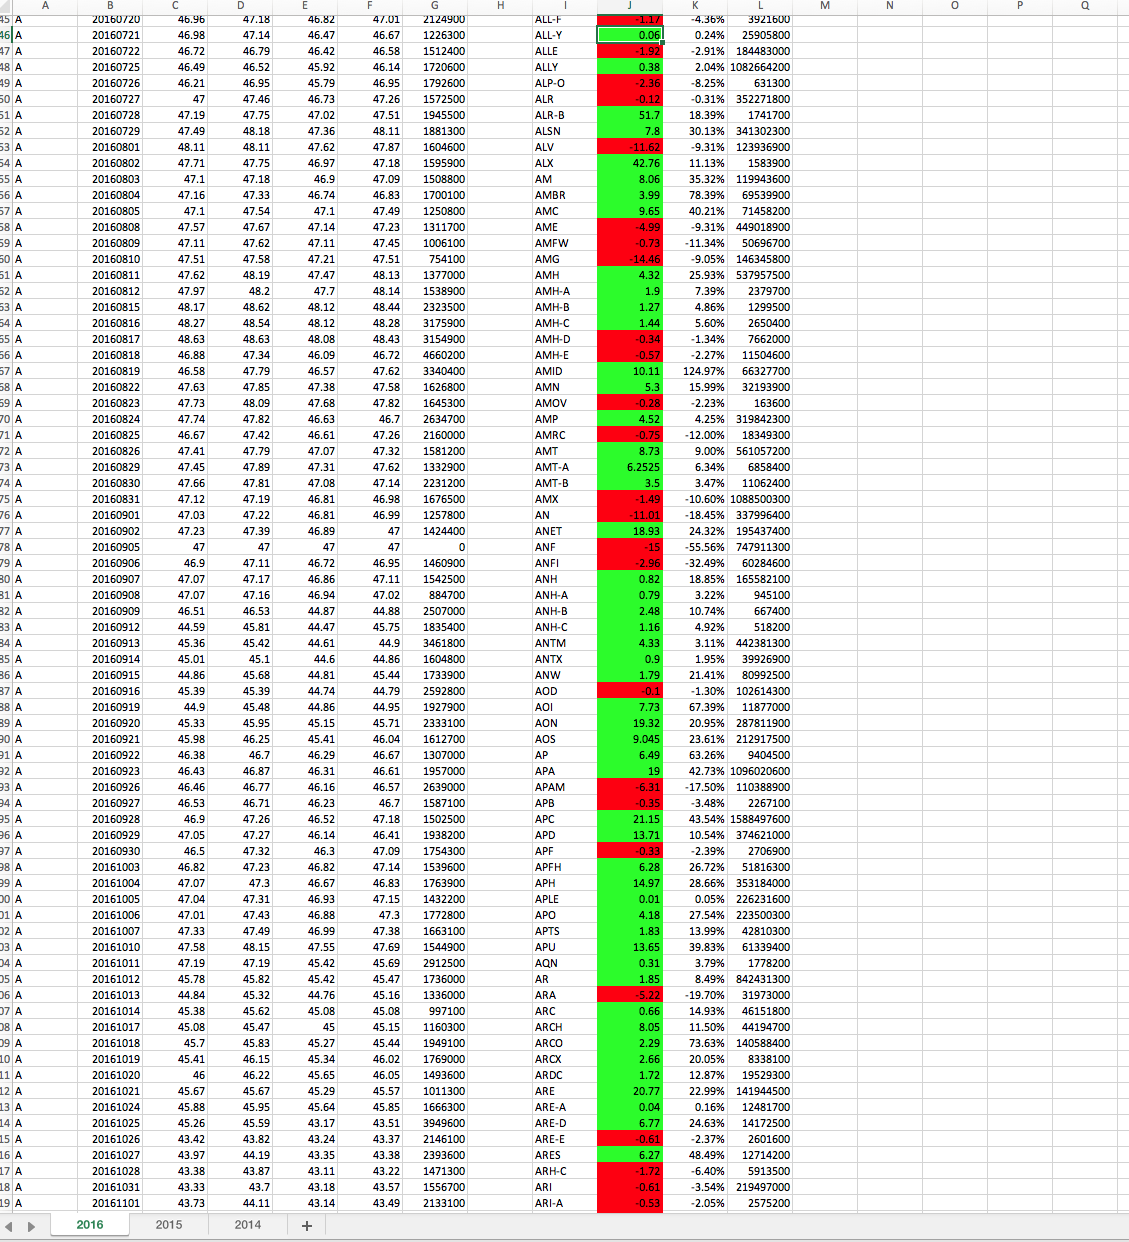 A B C D E F G H I J K L M N O P Q
45 A 20160720 46.96 47.18 46.82 47.01 2124900 ALL-F -1.17 -4.36% 3921600
46 A 20160721 46.98 47.14 46.47 46.67 1226300 ALL-Y 0.06 0.24% 25905800
47 A 20160722 46.72 46.79 46.42 46.58 1512400 ALLE -1.92 -2.91% 184483000
48 A 20160725 46.49 46.52 45.92 46.14 1720600 ALLY 0.38 2.04% 1082664200
49 A 20160726 46.21 46.95 45.79 46.95 1792600 ALP-O -2.36 -8.25% 631300
50 A 20160727 47 47.46 46.73 47.26 1572500 ALR -0.12 -0.31% 352271800
51 A 20160728 47.19 47.75 47.02 47.51 1945500 ALR-B 51.7 18.39% 1741700
52 A 20160729 47.49 48.18 47.36 48.11 1881300 ALSN 7.8 30.13% 341302300
53 A 20160801 48.11 48.11 47.62 47.87 1604600 ALV -11.62 -9.31% 123936900
54 A 20160802 47.71 47.75 46.97 47.18 1595900 ALX 42.76 11.13% 1583900
55 A 20160803 47.1 47.18 46.9 47.09 1508800 AM 8.06 35.32% 119943600
56 A 20160804 47.16 47.33 46.74 46.83 1700100 AMBR 3.99 78.39% 69539900
57 A 20160805 47.1 47.54 47.1 47.49 1250800 AMC 9.65 40.21% 71458200
58 A 20160808 47.57 47.67 47.14 47.23 1311700 AME -4.99 -9.31% 449018900
59 A 20160809 47.11 47.62 47.11 47.45 1006100 AMFW -0.73 -11.34% 50696700
60 A 20160810 47.51 47.58 47.21 47.51 754100 AMG -14.46 -9.05% 146345800
61 A 20160811 47.62 48.19 47.47 48.13 1377000 AMH 4.32 25.93% 537957500
62 A 20160812 47.97 48.2 47.7 48.14 1538900 AMH-A 1.9 7.39% 2379700
63 A 20160815 48.17 48.62 48.12 48.44 2323500 AMH-B 1.27 4.86% 1299500
64 A 20160816 48.27 48.54 48.12 48.28 3175900 AMH-C 1.44 5.60% 2650400
65 A 20160817 48.63 48.63 48.08 48.43 3154900 AMH-D -0.34 -1.34% 7662000
66 A 20160818 46.88 47.34 46.09 46.72 4660200 AMH-E -0.57 -2.27% 11504600
67 A 20160819 46.58 47.79 46.57 47.62 3340400 AMID 10.11 124.97% 66327700
68 A 20160822 47.63 47.85 47.38 47.58 1626800 AMN 5.3 15.99% 32193900
69 A 20160823 47.73 48.09 47.68 47.82 1645300 AMOV -0.28 -2.23% 163600
70 A 20160824 47.74 47.82 46.63 46.7 2634700 AMP 4.52 4.25% 319842300
71 A 20160825 46.67 47.42 46.61 47.26 2160000 AMRC -0.75 -12.00% 18349300
72 A 20160826 47.41 47.79 47.07 47.32 1581200 AMT 8.73 9.00% 561057200
73 A 20160829 47.45 47.89 47.31 47.62 1332900 AMT-A 6.2525 6.34% 6858400
74 A 20160830 47.66 47.81 47.08 47.14 2231200 AMT-B 3.5 3.47% 11062400
75 A 20160831 47.12 47.19 46.81 46.98 1676500 AMX -1.49 -10.60% 1088500300
76 A 20160901 47.03 47.22 46.81 46.99 1257800 AN -11.01 -18.45% 337996400
77 A 20160902 47.23 47.39 46.89 47 1424400 ANET 18.93 24.32% 195437400
78 A 20160905 47 47 47 47 0 ANF -15 -55.56% 747911300
79 A 20160906 46.9 47.11 46.72 46.95 1460900 ANFI -2.96 -32.49% 60284600
80 A 20160907 47.07 47.17 46.86 47.11 1542500 ANH 0.82 18.85% 165582100
81 A 20160908 47.07 47.16 46.94 47.02 884700 ANH-A 0.79 3.22% 945100
82 A 20160909 46.51 46.53 44.87 44.88 2507000 ANH-B 2.48 10.74% 667400
83 A 20160912 44.59 45.81 44.47 45.75 1835400 ANH-C 1.16 4.92% 518200
84 A 20160913 45.36 45.42 44.61 44.9 3461800 ANTM 4.33 3.11% 442381300
85 A 20160914 45.01 45.1 44.6 44.86 1604800 ANTX 0.9 1.95% 39926900
86 A 20160915 44.86 45.68 44.81 45.44 1733900 ANW 1.79 21.41% 80992500
87 A 20160916 45.39 45.39 44.74 44.79 2592800 AOD -0.1 -1.30% 102614300
88 A 20160919 44.9 45.48 44.86 44.95 1927900 AOI 7.73 67.39% 11877000
89 A 20160920 45.33 45.95 45.15 45.71 2333100 AON 19.32 20.95% 287811900
90 A 20160921 45.98 46.25 45.41 46.04 1612700 AOS 9.045 23.61% 212917500
91 A 20160922 46.38 46.7 46.29 46.67 1307000 AP 6.49 63.26% 9404500
92 A 20160923 46.43 46.87 46.31 46.61 1957000 APA 19 42.73% 1096020600
93 A 20160926 46.46 46.77 46.16 46.57 2639000 APAM -6.31 -17.50% 110388900
94 A 20160927 46.53 46.71 46.23 46.7 1587100 APB -0.35 -3.48% 2267100
95 A 20160928 46.9 47.26 46.52 47.18 1502500 APC 21.15 43.54% 1588497600
96 A 20160929 47.05 47.27 46.14 46.41 1938200 APD 13.71 10.54% 374621000
97 A 20160930 46.5 47.32 46.3 47.09 1754300 APF -0.33 -2.39% 2706900
98 A 20161003 46.82 47.23 46.82 47.14 1539600 APFH 6.28 26.72% 51816300
99 A 20161004 47.07 47.3 46.67 46.83 1763900 APH 14.97 28.66% 353184000
00 A 20161005 47.04 47.31 46.93 47.15 1432200 APLE 0.01 0.05% 226231600
01 A 20161006 47.01 47.43 46.88 47.3 1772800 APO 4.18 27.54% 223500300
02 A 20161007 47.33 47.49 46.99 47.38 1663100 APTS 1.83 13.99% 42810300
03 A 20161010 47.58 48.15 47.55 47.69 1544900 APU 13.65 39.83% 61339400
04 A 20161011 47.19 47.19 45.42 45.69 2912500 AQN 0.31 3.79% 1778200
05 A 20161012 45.78 45.82 45.42 45.47 1736000 AR 1.85 8.49% 842431300
06 A 20161013 44.84 45.32 44.76 45.16 1336000 ARA -5.22 -19.70% 31973000
07 A 20161014 45.38 45.62 45.08 45.08 997100 ARC 0.66 14.93% 46151800
08 A 20161017 45.08 45.47 45 45.15 1160300 ARCH 8.05 11.50% 44194700
09 A 20161018 45.7 45.83 45.27 45.44 1949100 ARCO 2.29 73.63% 140588400
10 A 20161019 45.41 46.15 45.34 46.02 1769000 ARCX 2.66 20.05% 8338100
11 A 20161020 46 46.22 45.65 46.05 1493600 ARDC 1.72 12.87% 19529300
12 A 20161021 45.67 45.67 45.29 45.57 1011300 ARE 20.77 22.99% 141944500
13 A 20161024 45.88 45.95 45.64 45.85 1666300 ARE-A 0.04 0.16% 12481700
14 A 20161025 45.26 45.59 43.17 43.51 3949600 ARE-D 6.77 24.63% 14172500
15 A 20161026 43.42 43.82 43.24 43.37 2146100 ARE-E -0.61 -2.37% 2601600
16 A 20161027 43.97 44.19 43.35 43.38 2393600 ARES 6.27 48.49% 12714200
17 A 20161028 43.38 43.87 43.11 43.22 1471300 ARH-C -1.72 -6.40% 5913500
18 A 20161031 43.33 43.7 43.18 43.57 1556700 ARI -0.61 -3.54% 219497000
19 A 20161101 43.73 44.11 43.14 43.49 2133100 ARI-A -0.53 -2.05% 2575200
2016 2015 2014 +